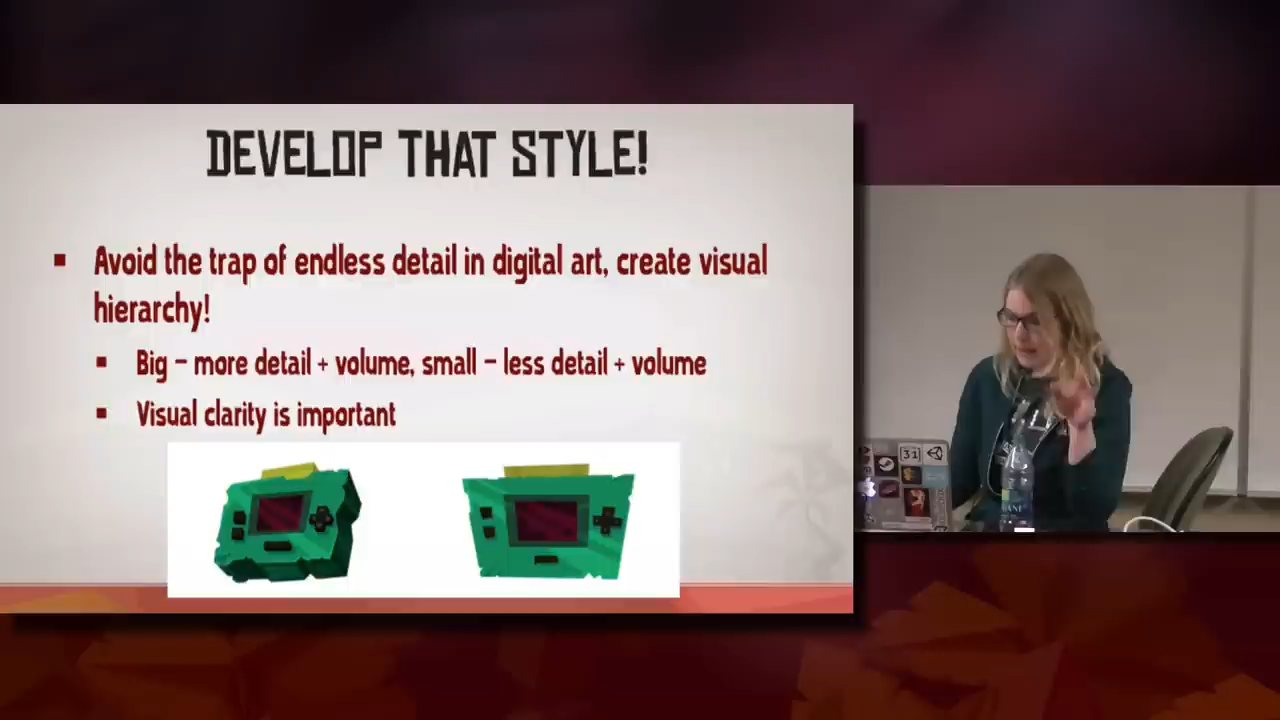 DEVELOP THAT STYLE!
Avoid the trap of endless detail in digital art, create visual
hierarchy!
Big – more detail + volume, small – less detail + volume
Visual clarity is important
31